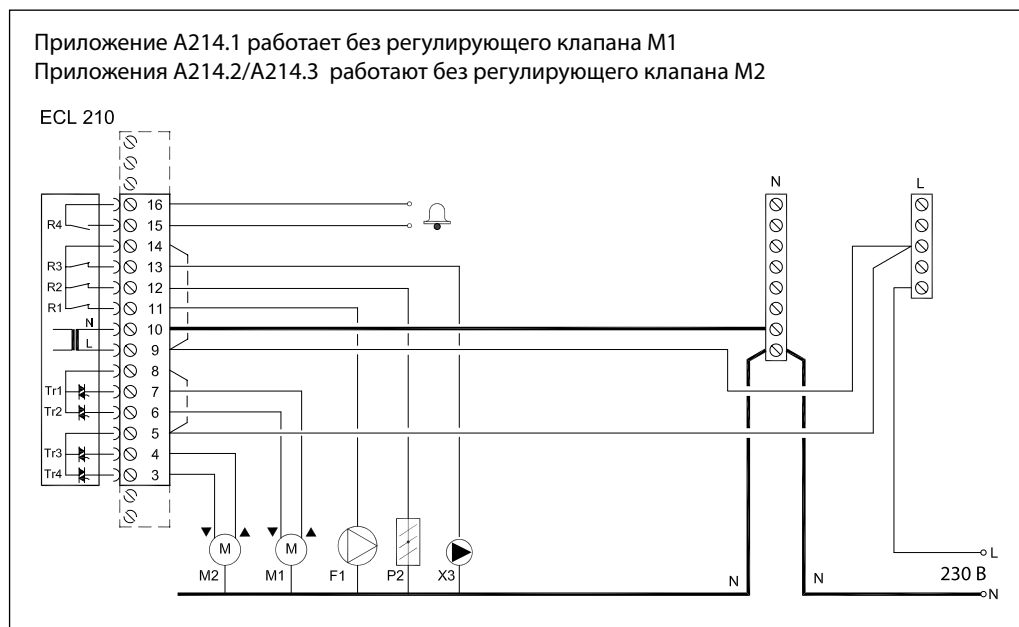 Приложение A214.1 работает без регулирующего клапана M1
Приложения A214.2/A214.3 работают без регулирующего клапана M2
ECL 210
N
L
16
R4
15
14
R3
13
R2
12
R1
11
N
10
L
9
8
Tr1
7
Tr2
6
5
Tr3
4
Tr4
3
M
M
M2
M1
F1
P2
X3
N
N
L
230 В
N